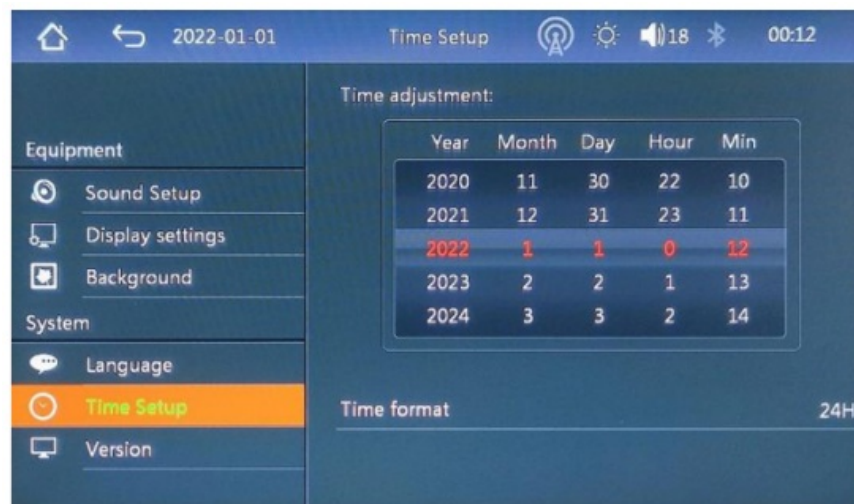 2022-01-01 Time Setup 18 00:12
Time adjustment:
Equipment
Sound Setup
Display settings
Background
System
Language
Time Setup
Version
Year Month Day Hour Min
2020 11 30 22 10
2021 12 31 23 11
2022 1 1 0 12
2023 2 2 1 13
2024 3 3 2 14
Time format 24H